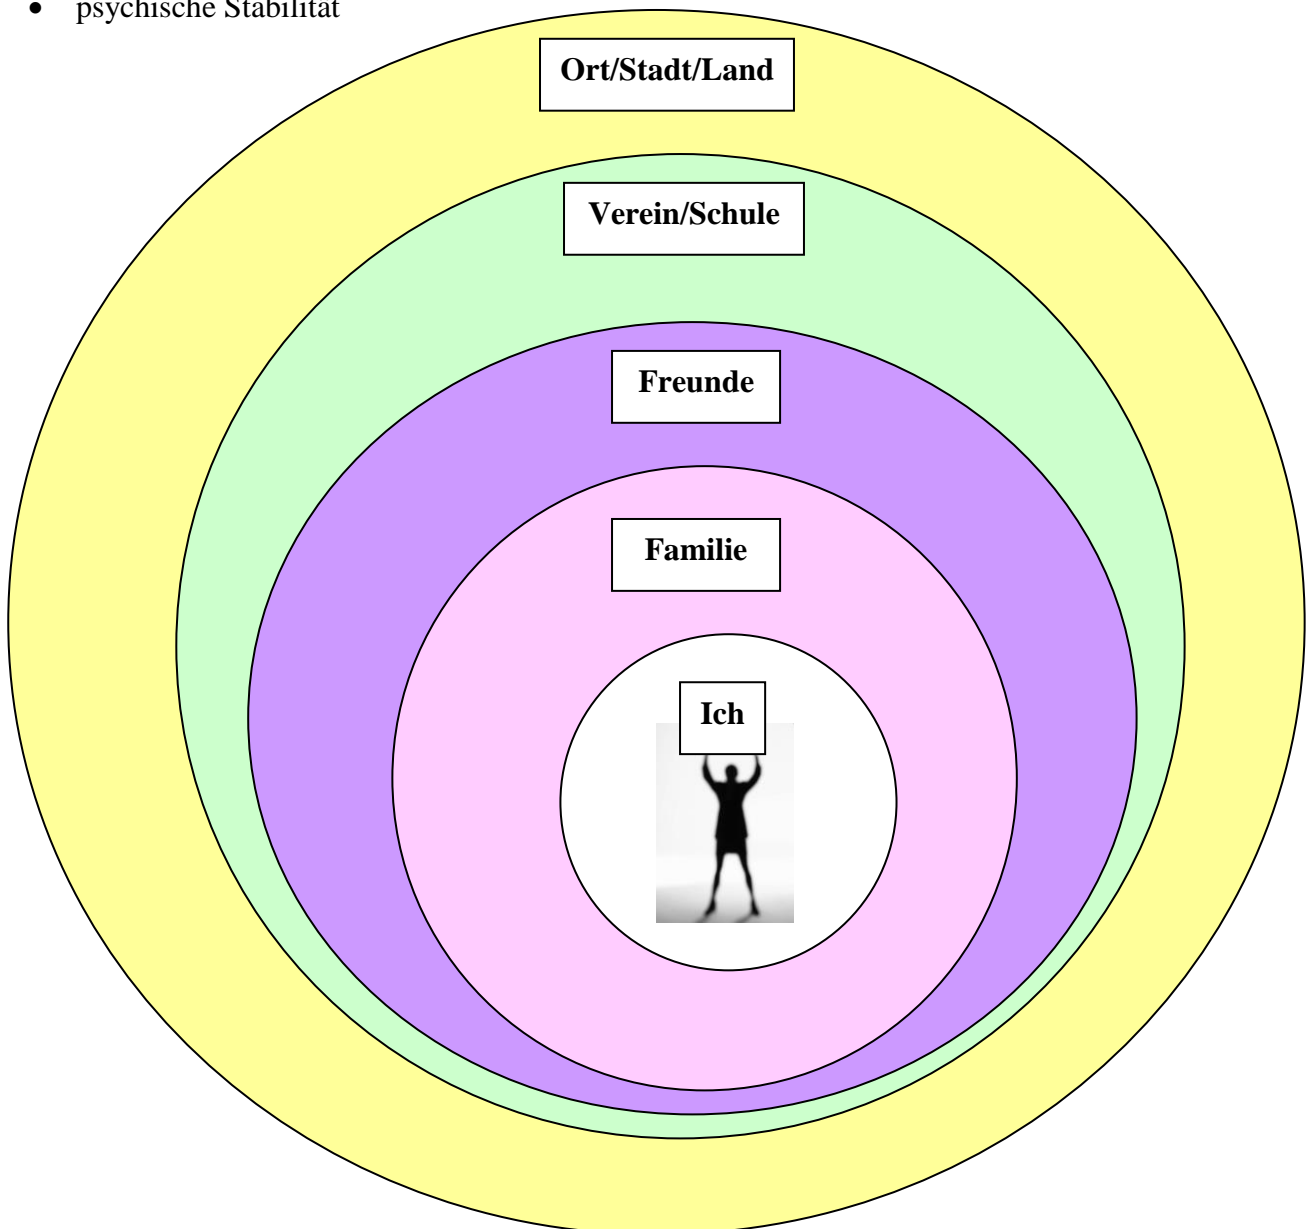 • psychische Stabilität
Ort/Stadt/Land
Verein/Schule
Freunde
Familie
Ich